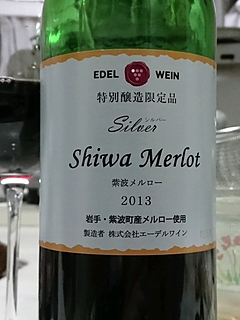 EDEL WEIN
特別醸造限定品
シルバー
Silver
Shiwa Merlot
紫波メルロー
2013
岩手・紫波町産メルロー使用
製造者 株式会社エーデルワイン